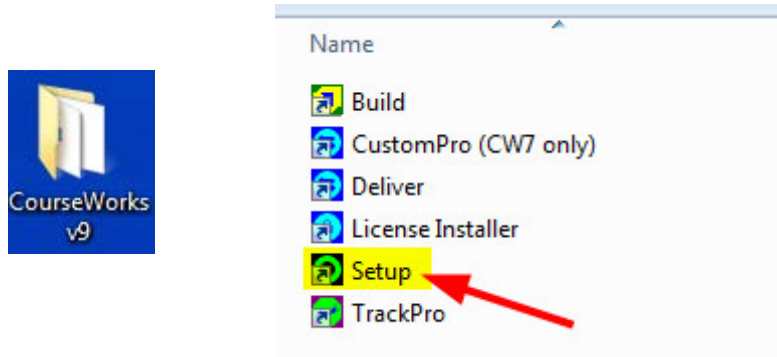 CourseWorks
v9
Name
Build
CustomPro (CW7 only)
Deliver
License Installer
Setup
TrackPro